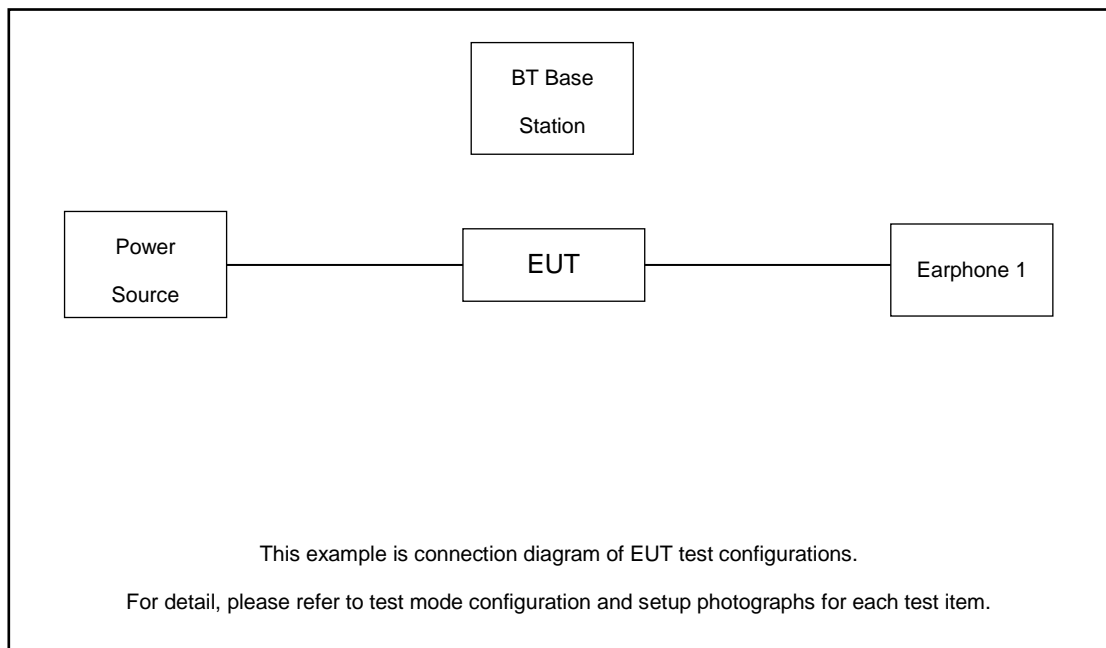 BT Base
Station
Power
Source
EUT
Earphone 1
This example is connection diagram of EUT test configurations.
For detail, please refer to test mode configuration and setup photographs for each test item.